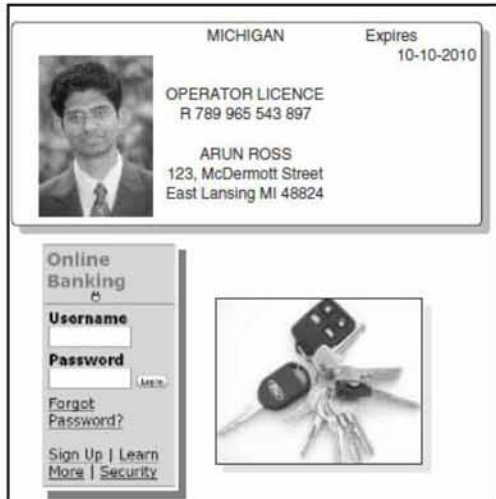 MICHIGAN Expires
10-10-2010
OPERATOR LICENCE
R 789 965 543 897
ARUN ROSS
123, McDermott Street
East Lansing MI 48824
Online
Banking
Username
Password
Forgot
Password?
Sign Up | Learn
More | Security